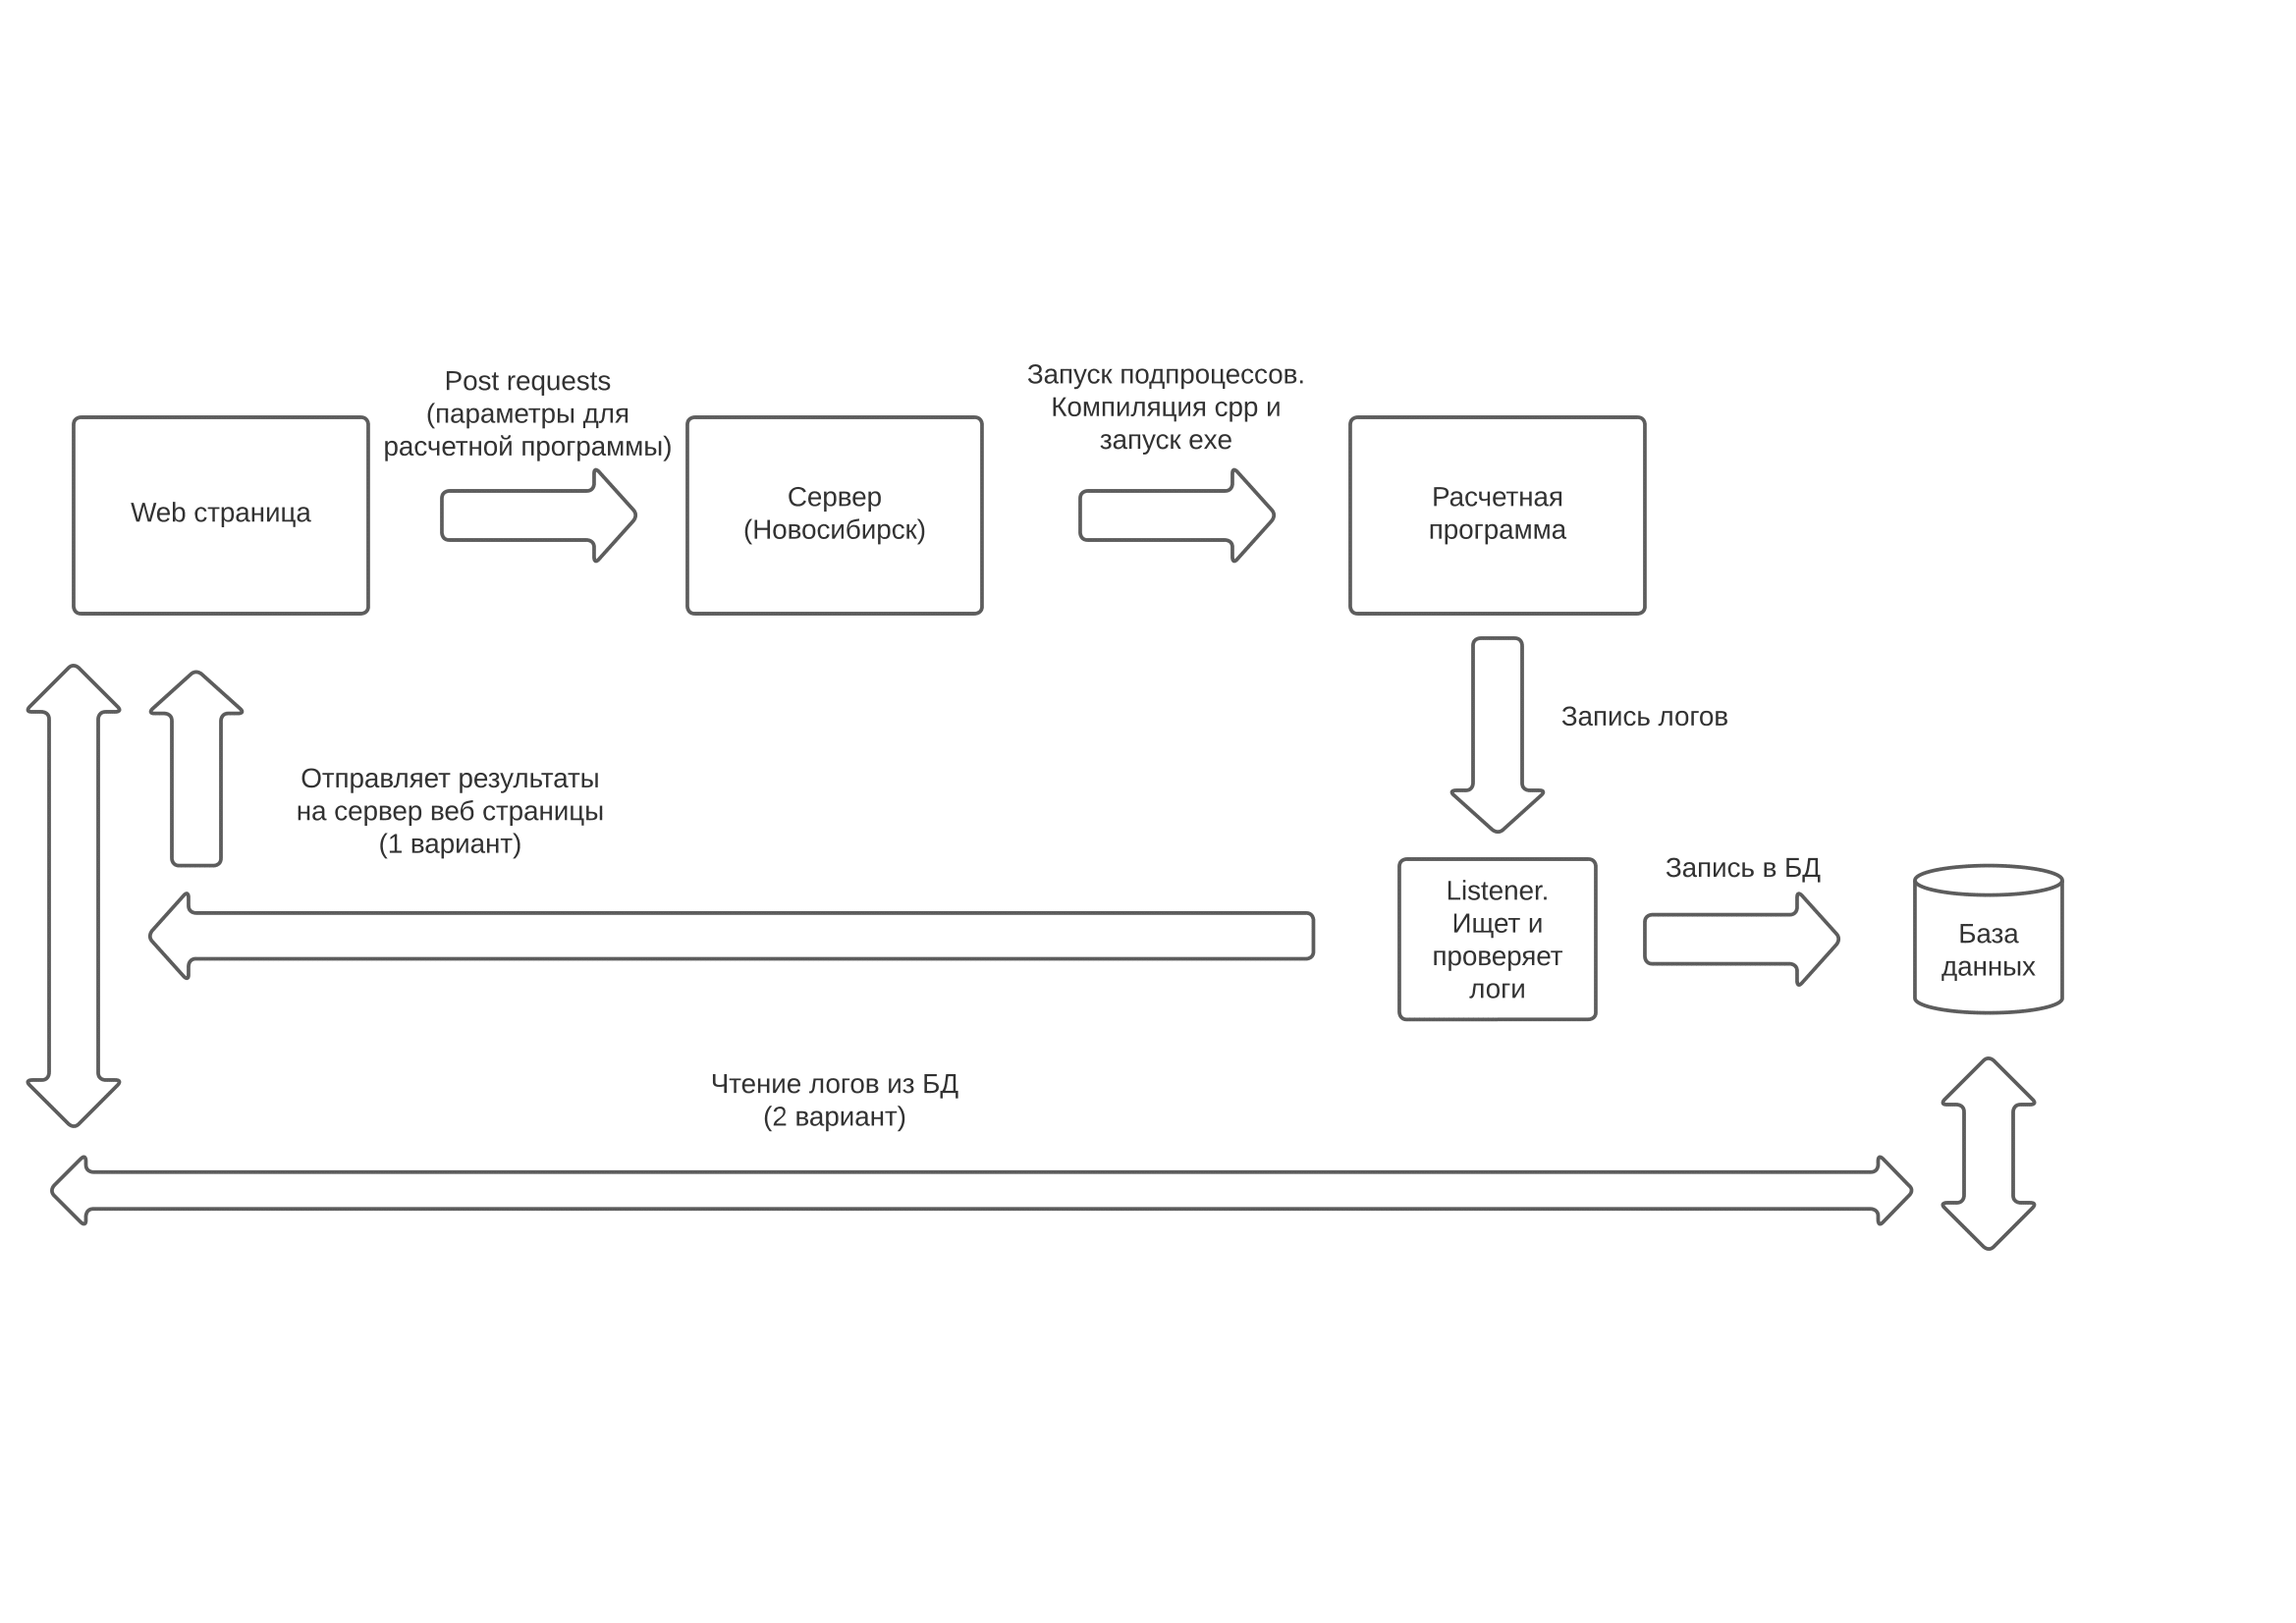 Post requests
(параметры для
расчетной программы)
Запуск подпроцессов.
Компиляция cpp и
запуск exe
Web страница
Сервер
(Новосибирск)
Расчетная
программа
Запись логов
Отправляет результаты
на сервер веб страницы
(1 вариант)
Listener.
Ищет и
проверяет
логи
Запись в БД
База
данных
Чтение логов из БД
(2 вариант)